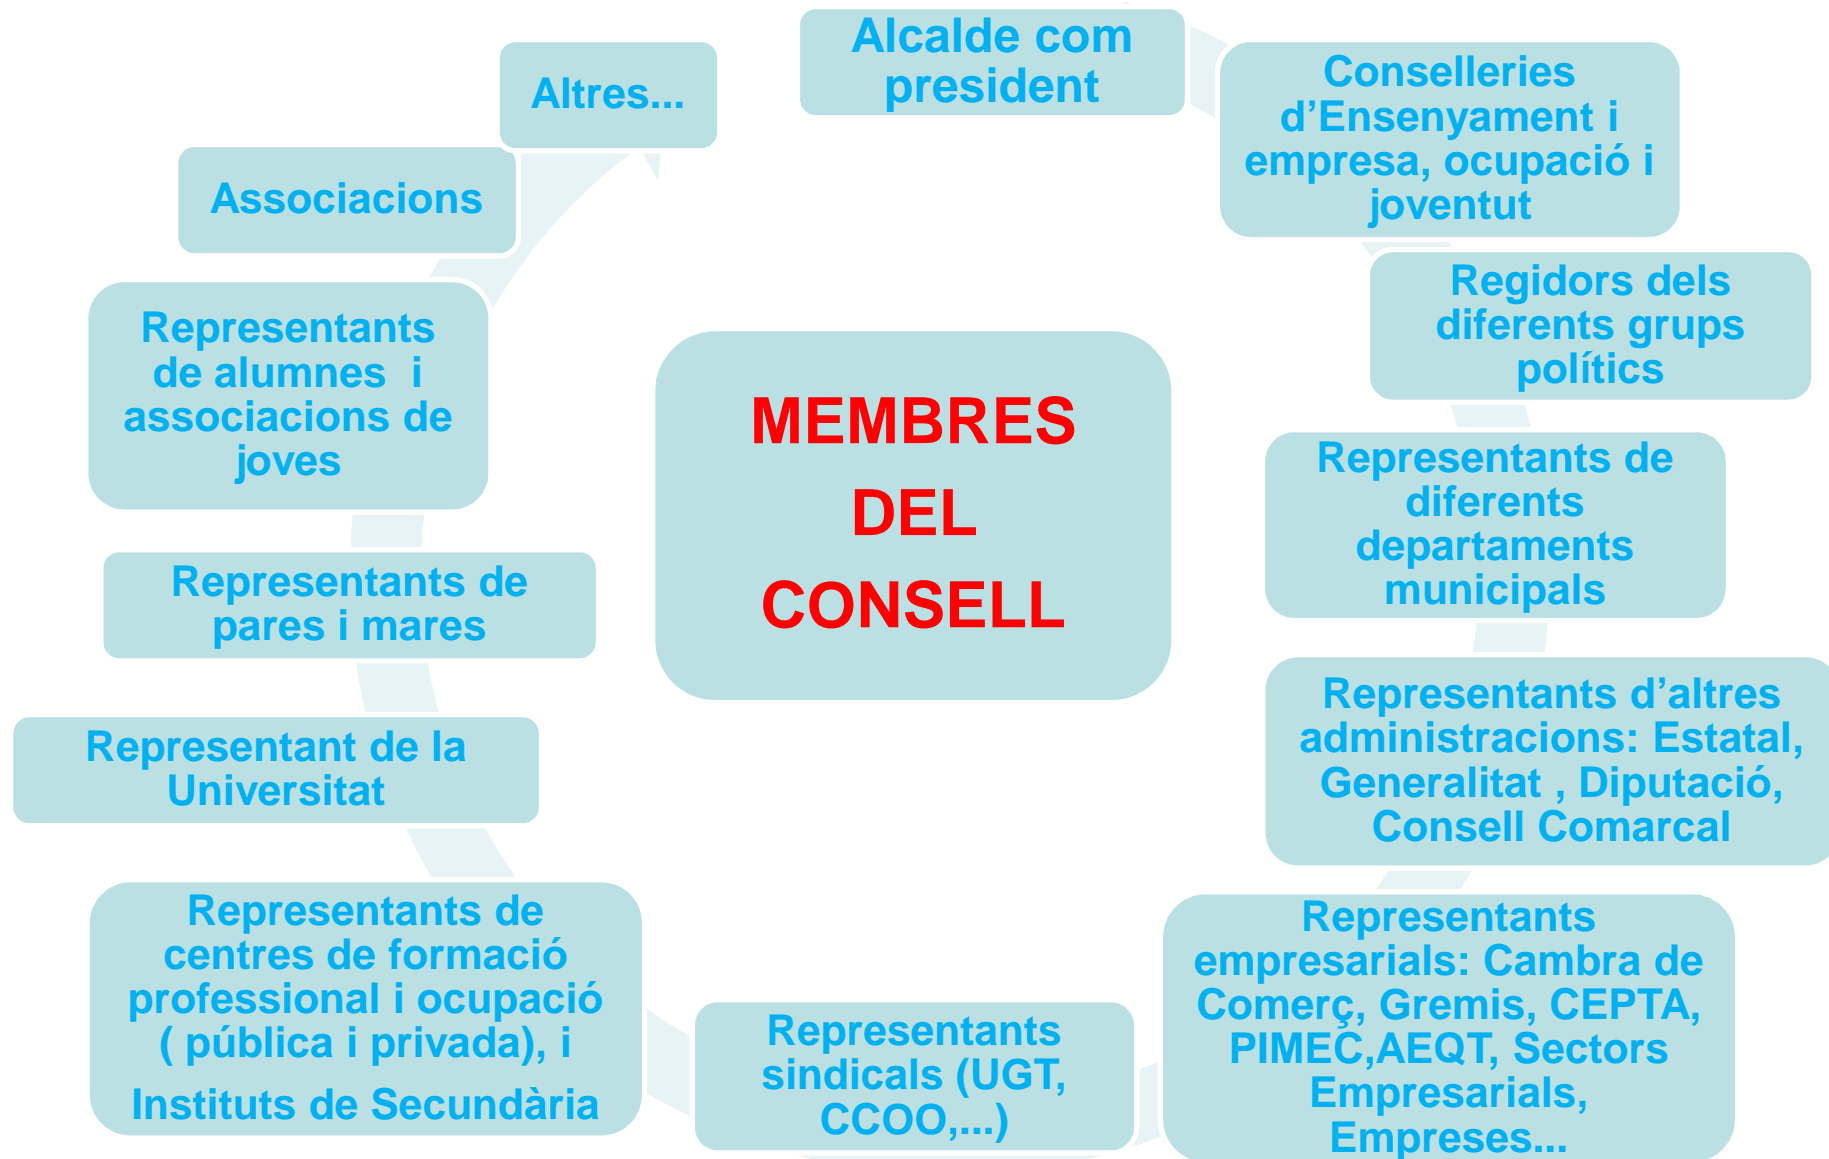 Alcalde com
president
Conselleries
d’Ensenyament i
empresa, ocupació i
joventut
Regidors dels
diferents grups
polítics
Representants de
diferents
departaments
municipals
Representants d’altres
administracions: Estatal,
Generalitat , Diputació,
Consell Comarcal
Representants
empresarials: Cambra de
Comerç, Gremis, CEPTA,
PIMEC,AEQT, Sectors
Empresarials,
Empreses...
Representants
sindicals (UGT,
CCOO,...)
Representants de
centres de formació
professional i ocupació
( pública i privada), i
Instituts de Secundària
Representant de la
Universitat
Representants de
pares i mares
Representants
de alumnes  i
associacions de
joves
Associacions
Altres...
MEMBRES
DEL
CONSELL